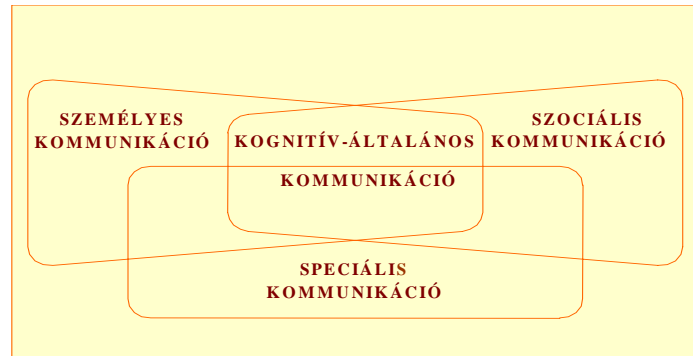 SZEMÉLYES
KOMMUNIKÁCIÓ
KOGNITÍV-ÁLTALÁNOS
KOMMUNIKÁCIÓ
SZOCIÁLIS
KOMMUNIKÁCIÓ
SPECIÁLIS
KOMMUNIKÁCIÓ